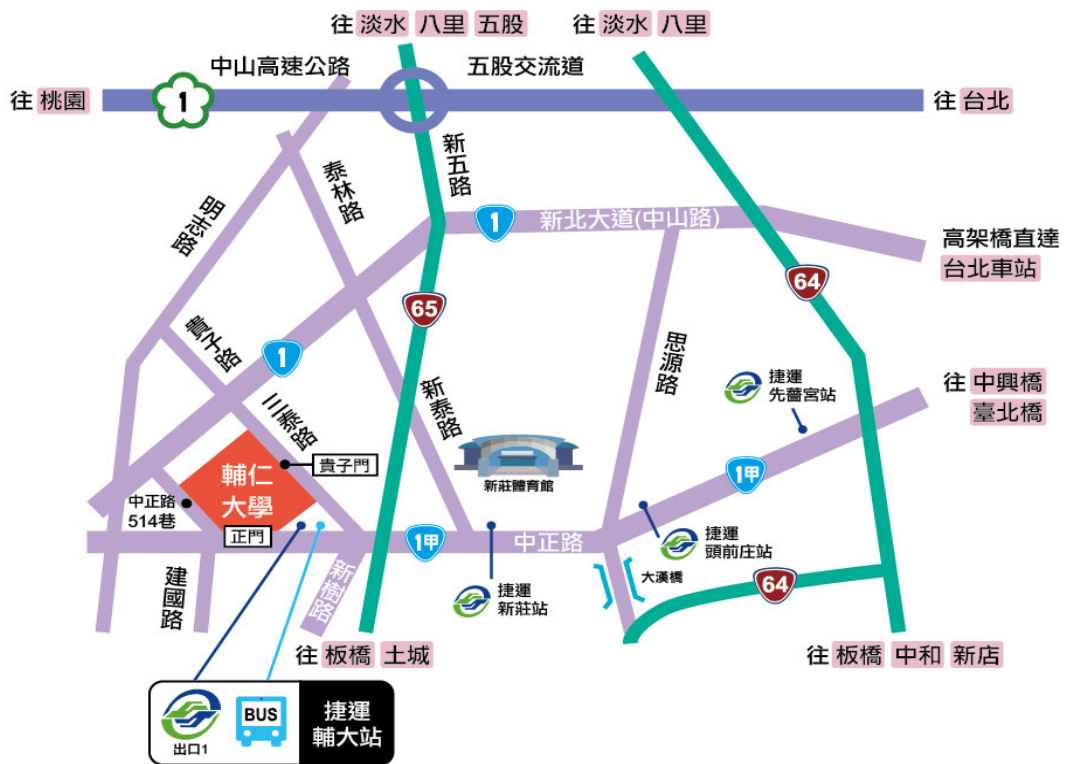 往 淡水 八里 五股
往 淡水 八里
中山高速公路
五股交流道
往 桃園
1
往 台北
新五路
泰林路
明志路
1
新北大道(中山路)
高架橋直達
台北車站
65
64
貴子路
1
新泰路
思源路
捷運
先嗇宮站
往 中興橋
臺北橋
三泰路
貴子門
輔仁
大學
新莊體育館
1甲
中正路
514巷
正門
1甲
中正路
捷運
頭前庄站
建國路
新樹路
捷運
新莊站
大漢橋
64
往 板橋 土城
往 板橋 中和 新店
出口1
BUS
捷運
輔大站